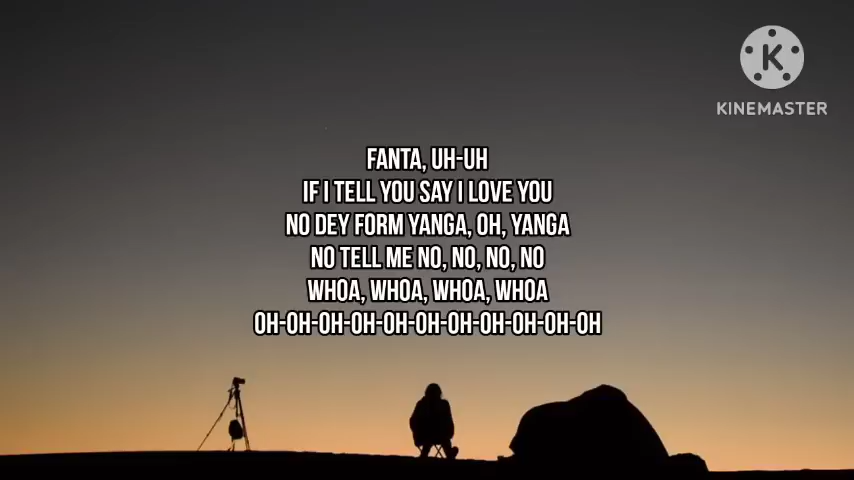 KINEMASTER
FANTA, UH-UH
IF I TELL YOU SAY I LOVE YOU
NO DEY FORM YANGA, OH, YANGA
NO TELL ME NO, NO, NO, NO
WHOA, WHOA, WHOA, WHOA
OH-OH-OH-OH-OH-OH-OH-OH-OH-OH-OH